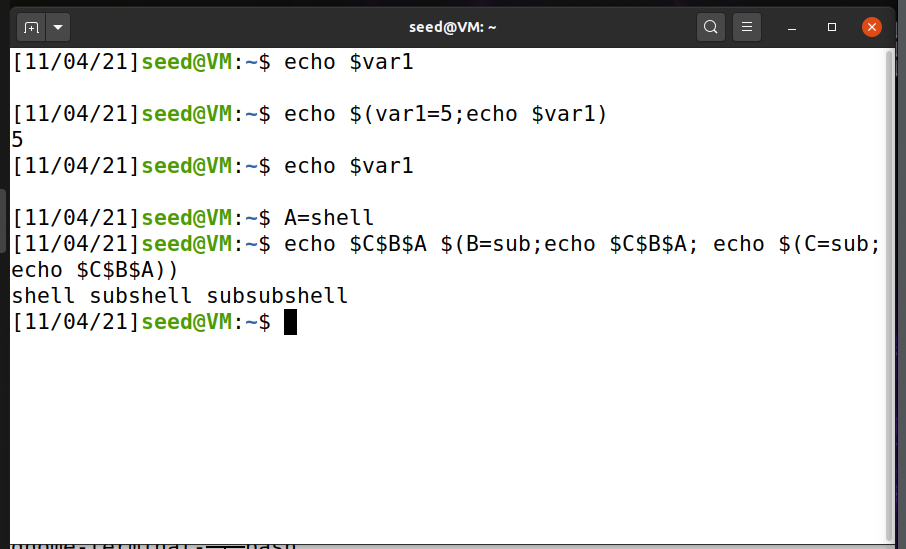 seed@VM: ~
[11/04/21]seed@VM:~$ echo $var1
[11/04/21]seed@VM:~$ echo $(var1=5;echo $var1)
5
[11/04/21]seed@VM:~$ echo $var1
[11/04/21]seed@VM:~$ A=shell
[11/04/21]seed@VM:~$ echo $C$B$A $(B=sub;echo $C$B$A; echo $(C=sub;
echo $C$B$A))
shell subshell subsubshell
[11/04/21]seed@VM:~$